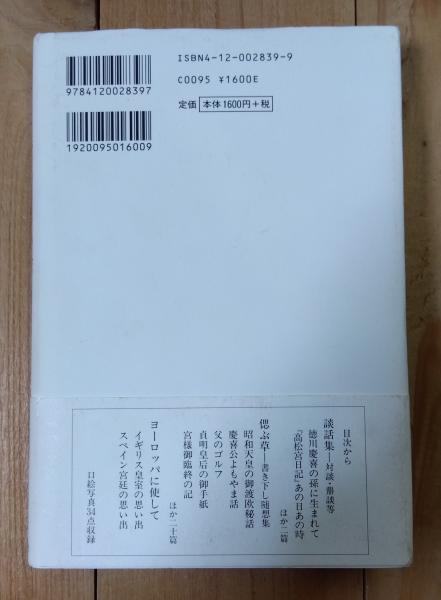 ISBN4-12-002839-9
C0095 ¥1600E
定価 本体1600円+税
9784120028397
1920095016009
目次から
談話集―対談・鼎談等
徳川慶喜の孫に生まれて
『高松宮日記』あの日あの時
ほか二篇
偲ぶ草―書き下し随想集
昭和天皇の御渡欧秘話
慶喜公よもやま話
父のゴルフ
貞明皇后の御手紙
宮様御臨終の記
ほか二十篇
ヨーロッパに使して
イギリス皇室の思い出
スペイン宮廷の思い出
口絵写真34点収録